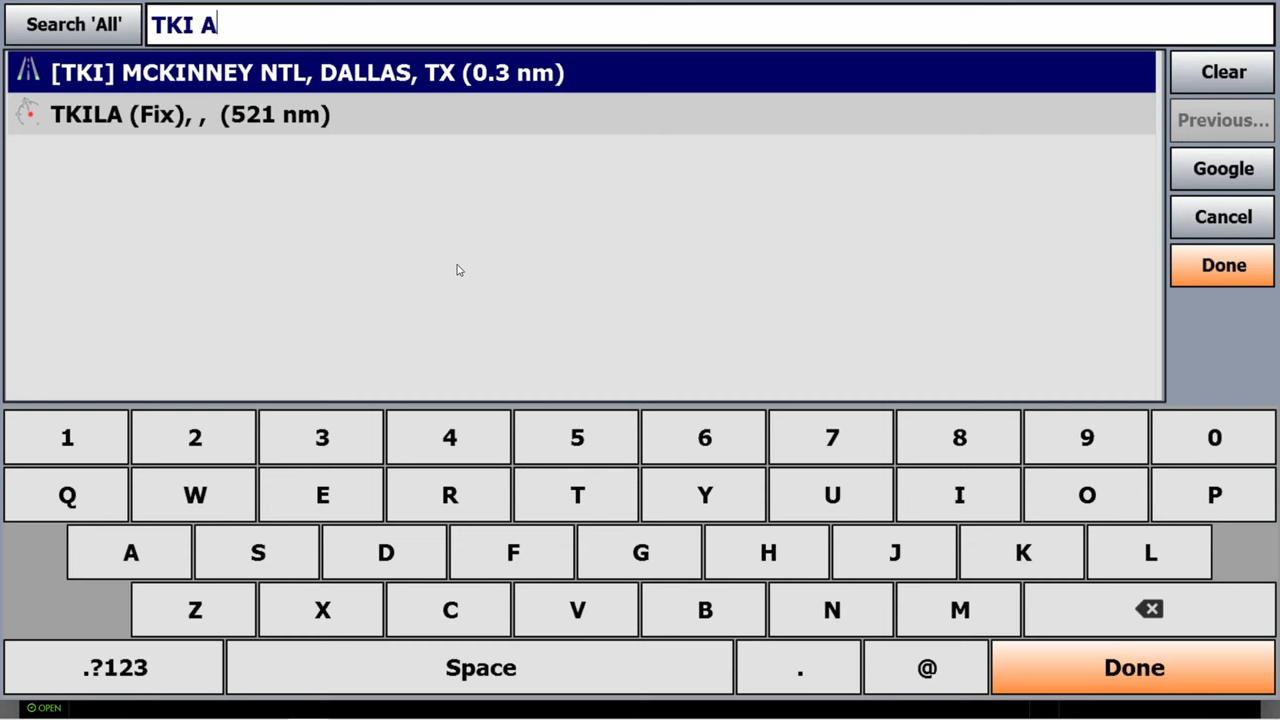 Search 'All'
TKI A
[TKI] MCKINNEY NTL, DALLAS, TX (0.3 nm)
Clear
TKILA (Fix), , (521 nm)
Previous...
Google
Cancel
Done
1 2 3 4 5 6 7 8 9 0
Q W E R T Y U I O P
A S D F G H J K L
Z X C V B N M
.?123 Space . @ Done
OPEN